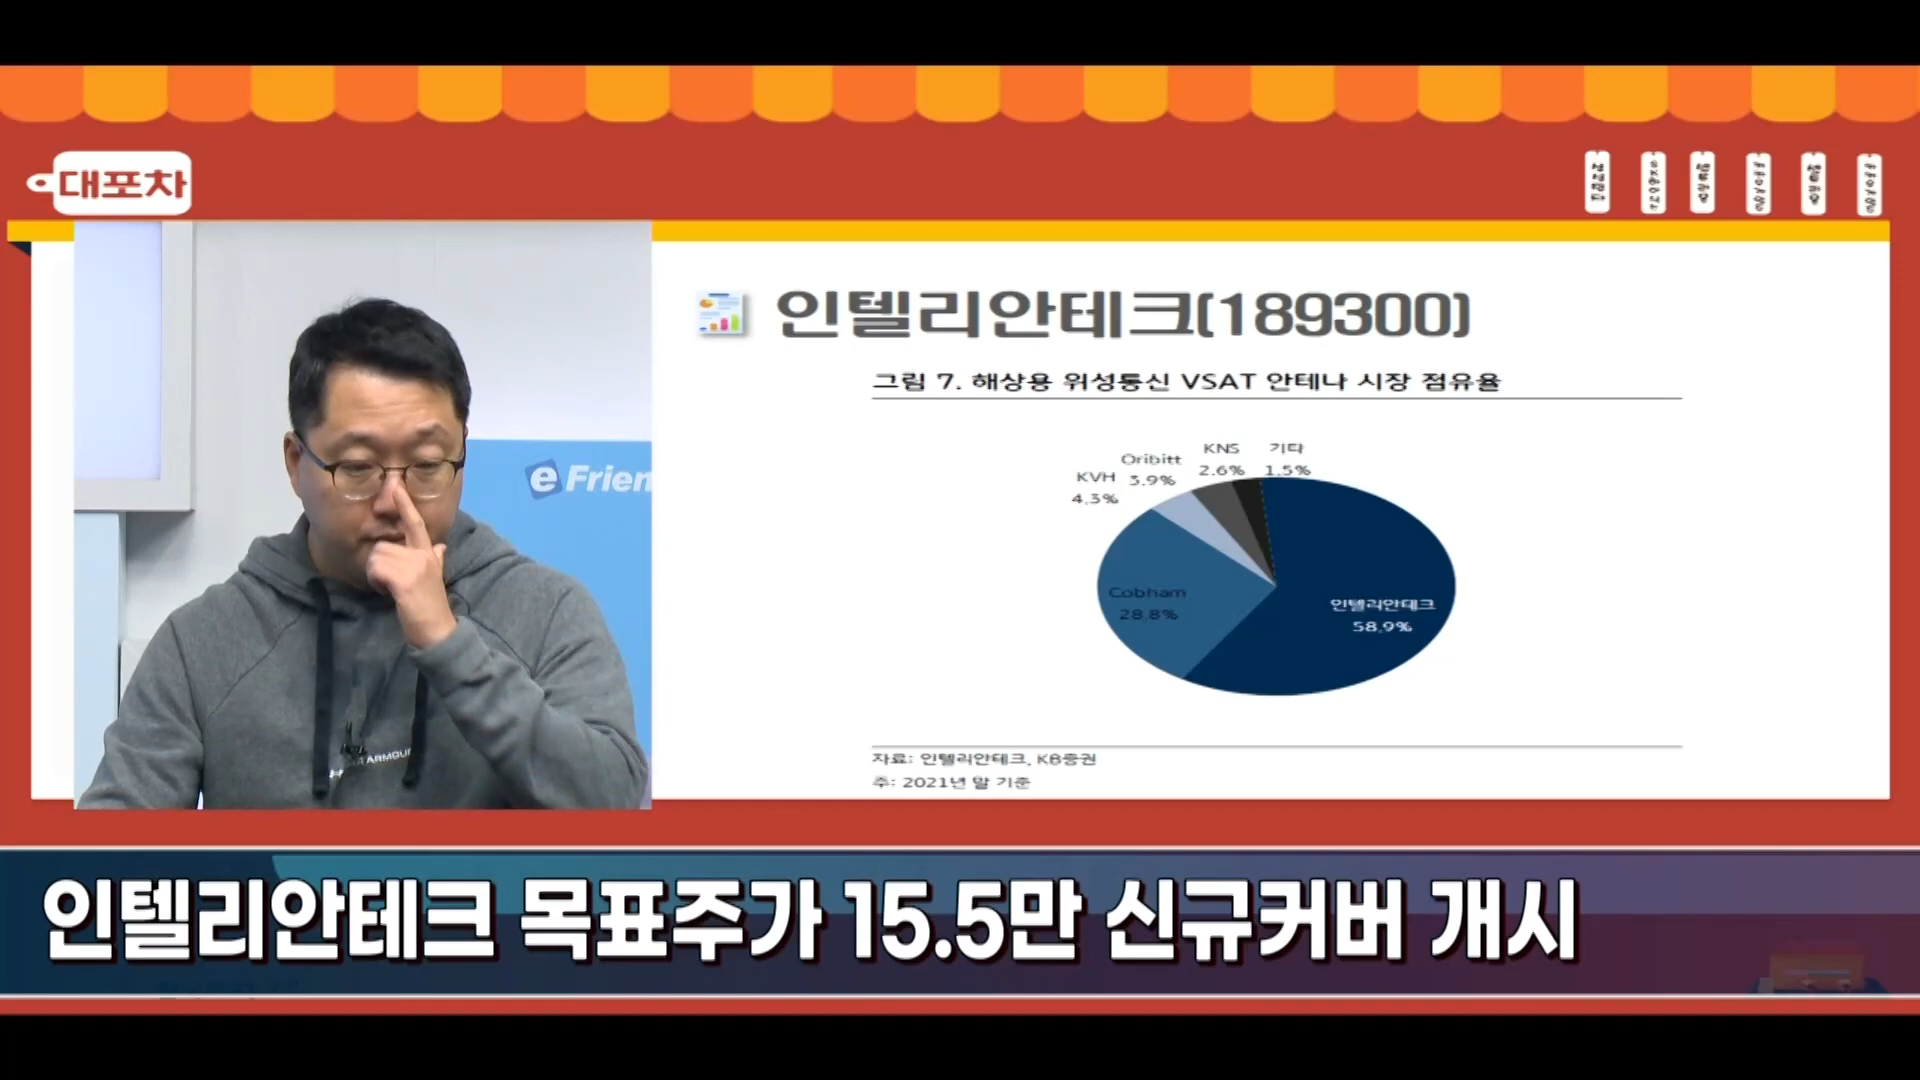 대포차
e Frien
ARMOUR
인텔리안테크(189300)
그림 7. 해상용 위성통신 VSAT 안테나 시장 점유율
KVH
4.3%
Oribitt
3.9%
KNS
2.6%
기타
1.5%
Cobham
28.8%
인텔리안테크
58.9%
자료: 인텔리안테크, KB증권
주: 2021년 말 기준
인텔리안테크 목표주가 15.5만 신규커버 개시